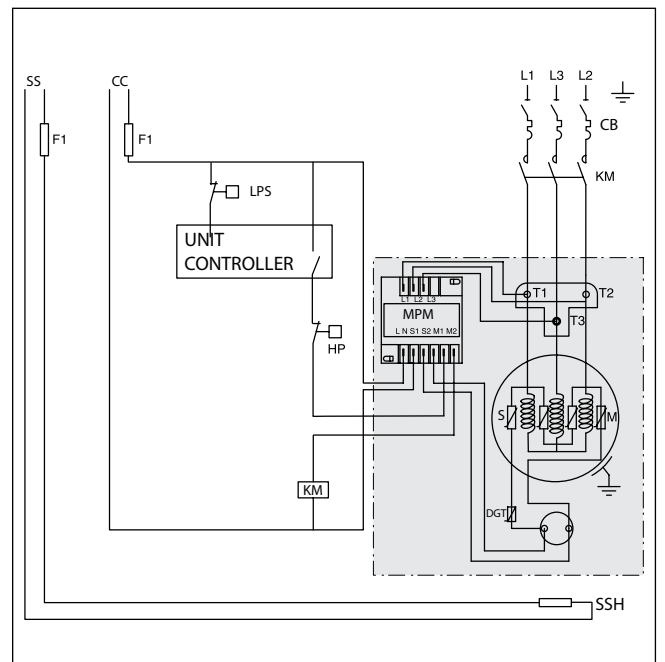 SS
CC
L1 L3 L2
F1
F1
CB
KM
LPS
UNIT
CONTROLLER
L1 L2 L3
MPM
L N S1 S2 M1 M2
T1
T2
T3
HP
S
M
KM
DGT
SSH